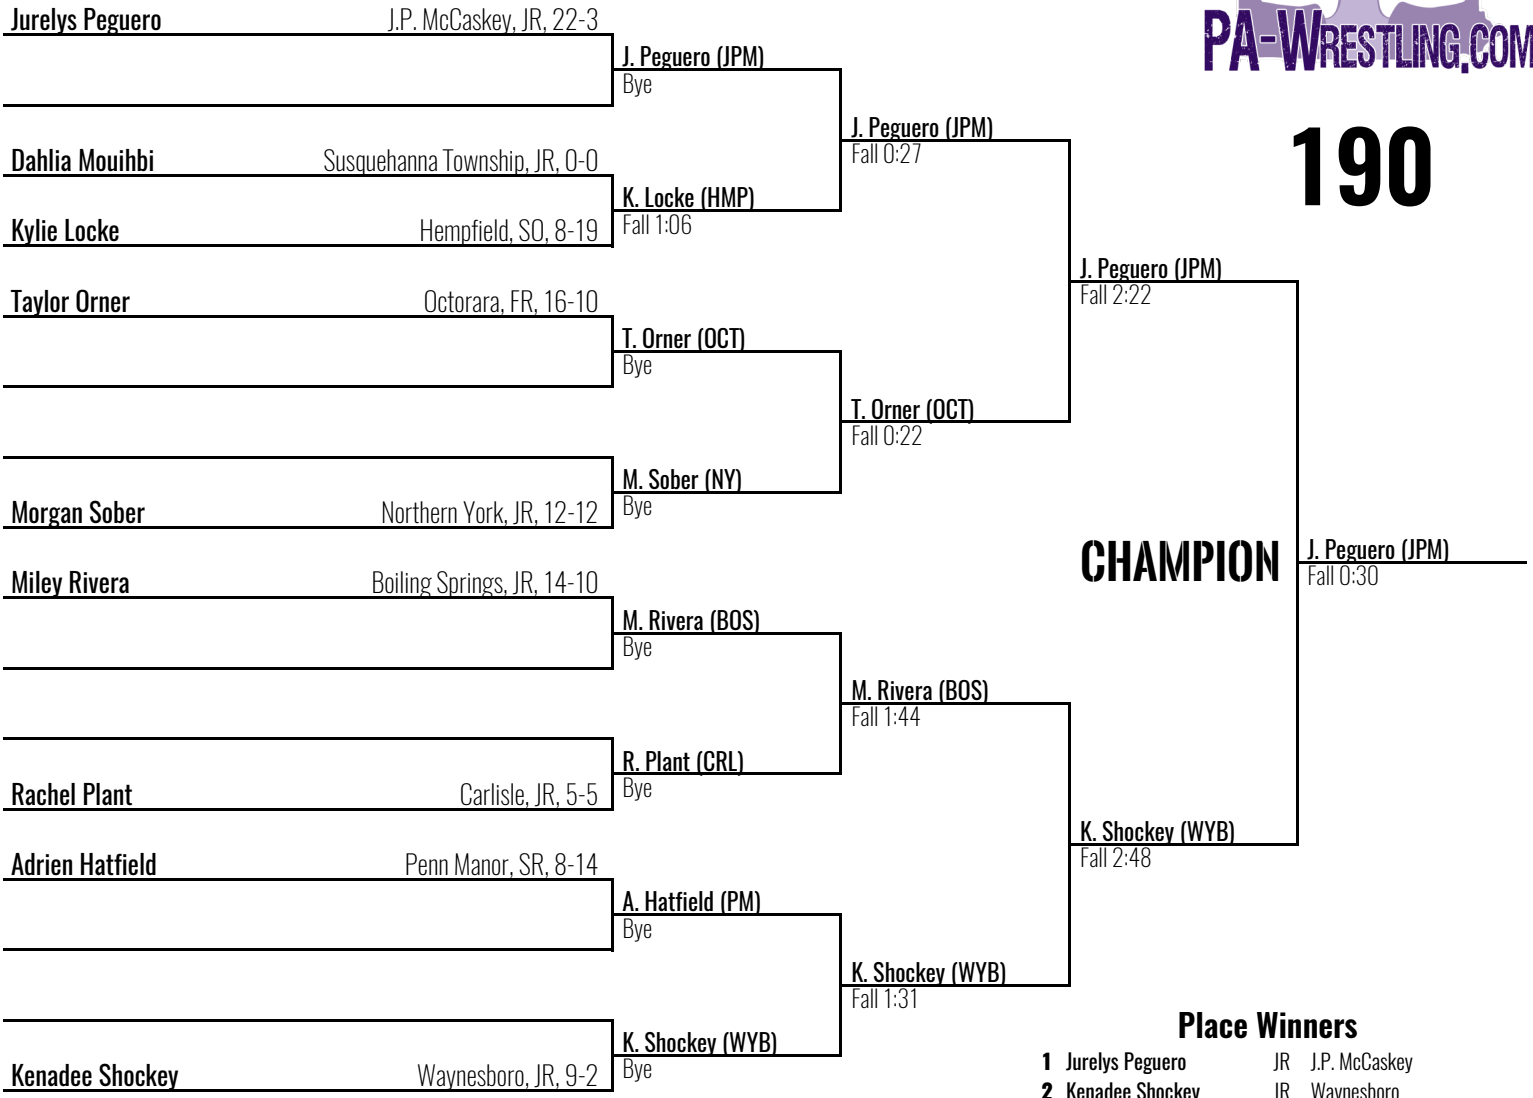 Jurelys Peguero J.P. McCaskey, JR, 22-3
PA-WRESTLING.COM
J. Peguero (JPM)
Bye
190
J. Peguero (JPM)
Fall 0:27
Dahlia Mouihbi Susquehanna Township, JR, 0-0
K. Locke (HMP)
Fall 1:06
Kylie Locke Hempfield, SO, 8-19
J. Peguero (JPM)
Fall 2:22
Taylor Orner Octorara, FR, 16-10
T. Orner (OCT)
Bye
T. Orner (OCT)
Fall 0:22
M. Sober (NY)
Bye
Morgan Sober Northern York, JR, 12-12
CHAMPION
J. Peguero (JPM)
Fall 0:30
Miley Rivera Boiling Springs, JR, 14-10
M. Rivera (BOS)
Bye
M. Rivera (BOS)
Fall 1:44
R. Plant (CRL)
Bye
Rachel Plant Carlisle, JR, 5-5
K. Shockey (WYB)
Fall 2:48
Adrien Hatfield Penn Manor, SR, 8-14
A. Hatfield (PM)
Bye
K. Shockey (WYB)
Fall 1:31
K. Shockey (WYB)
Bye
Kenadee Shockey Waynesboro, JR, 9-2
Place Winners
1 Jurelys Peguero JR J.P. McCaskey
2 Kenadee Shockey JR Waynesboro